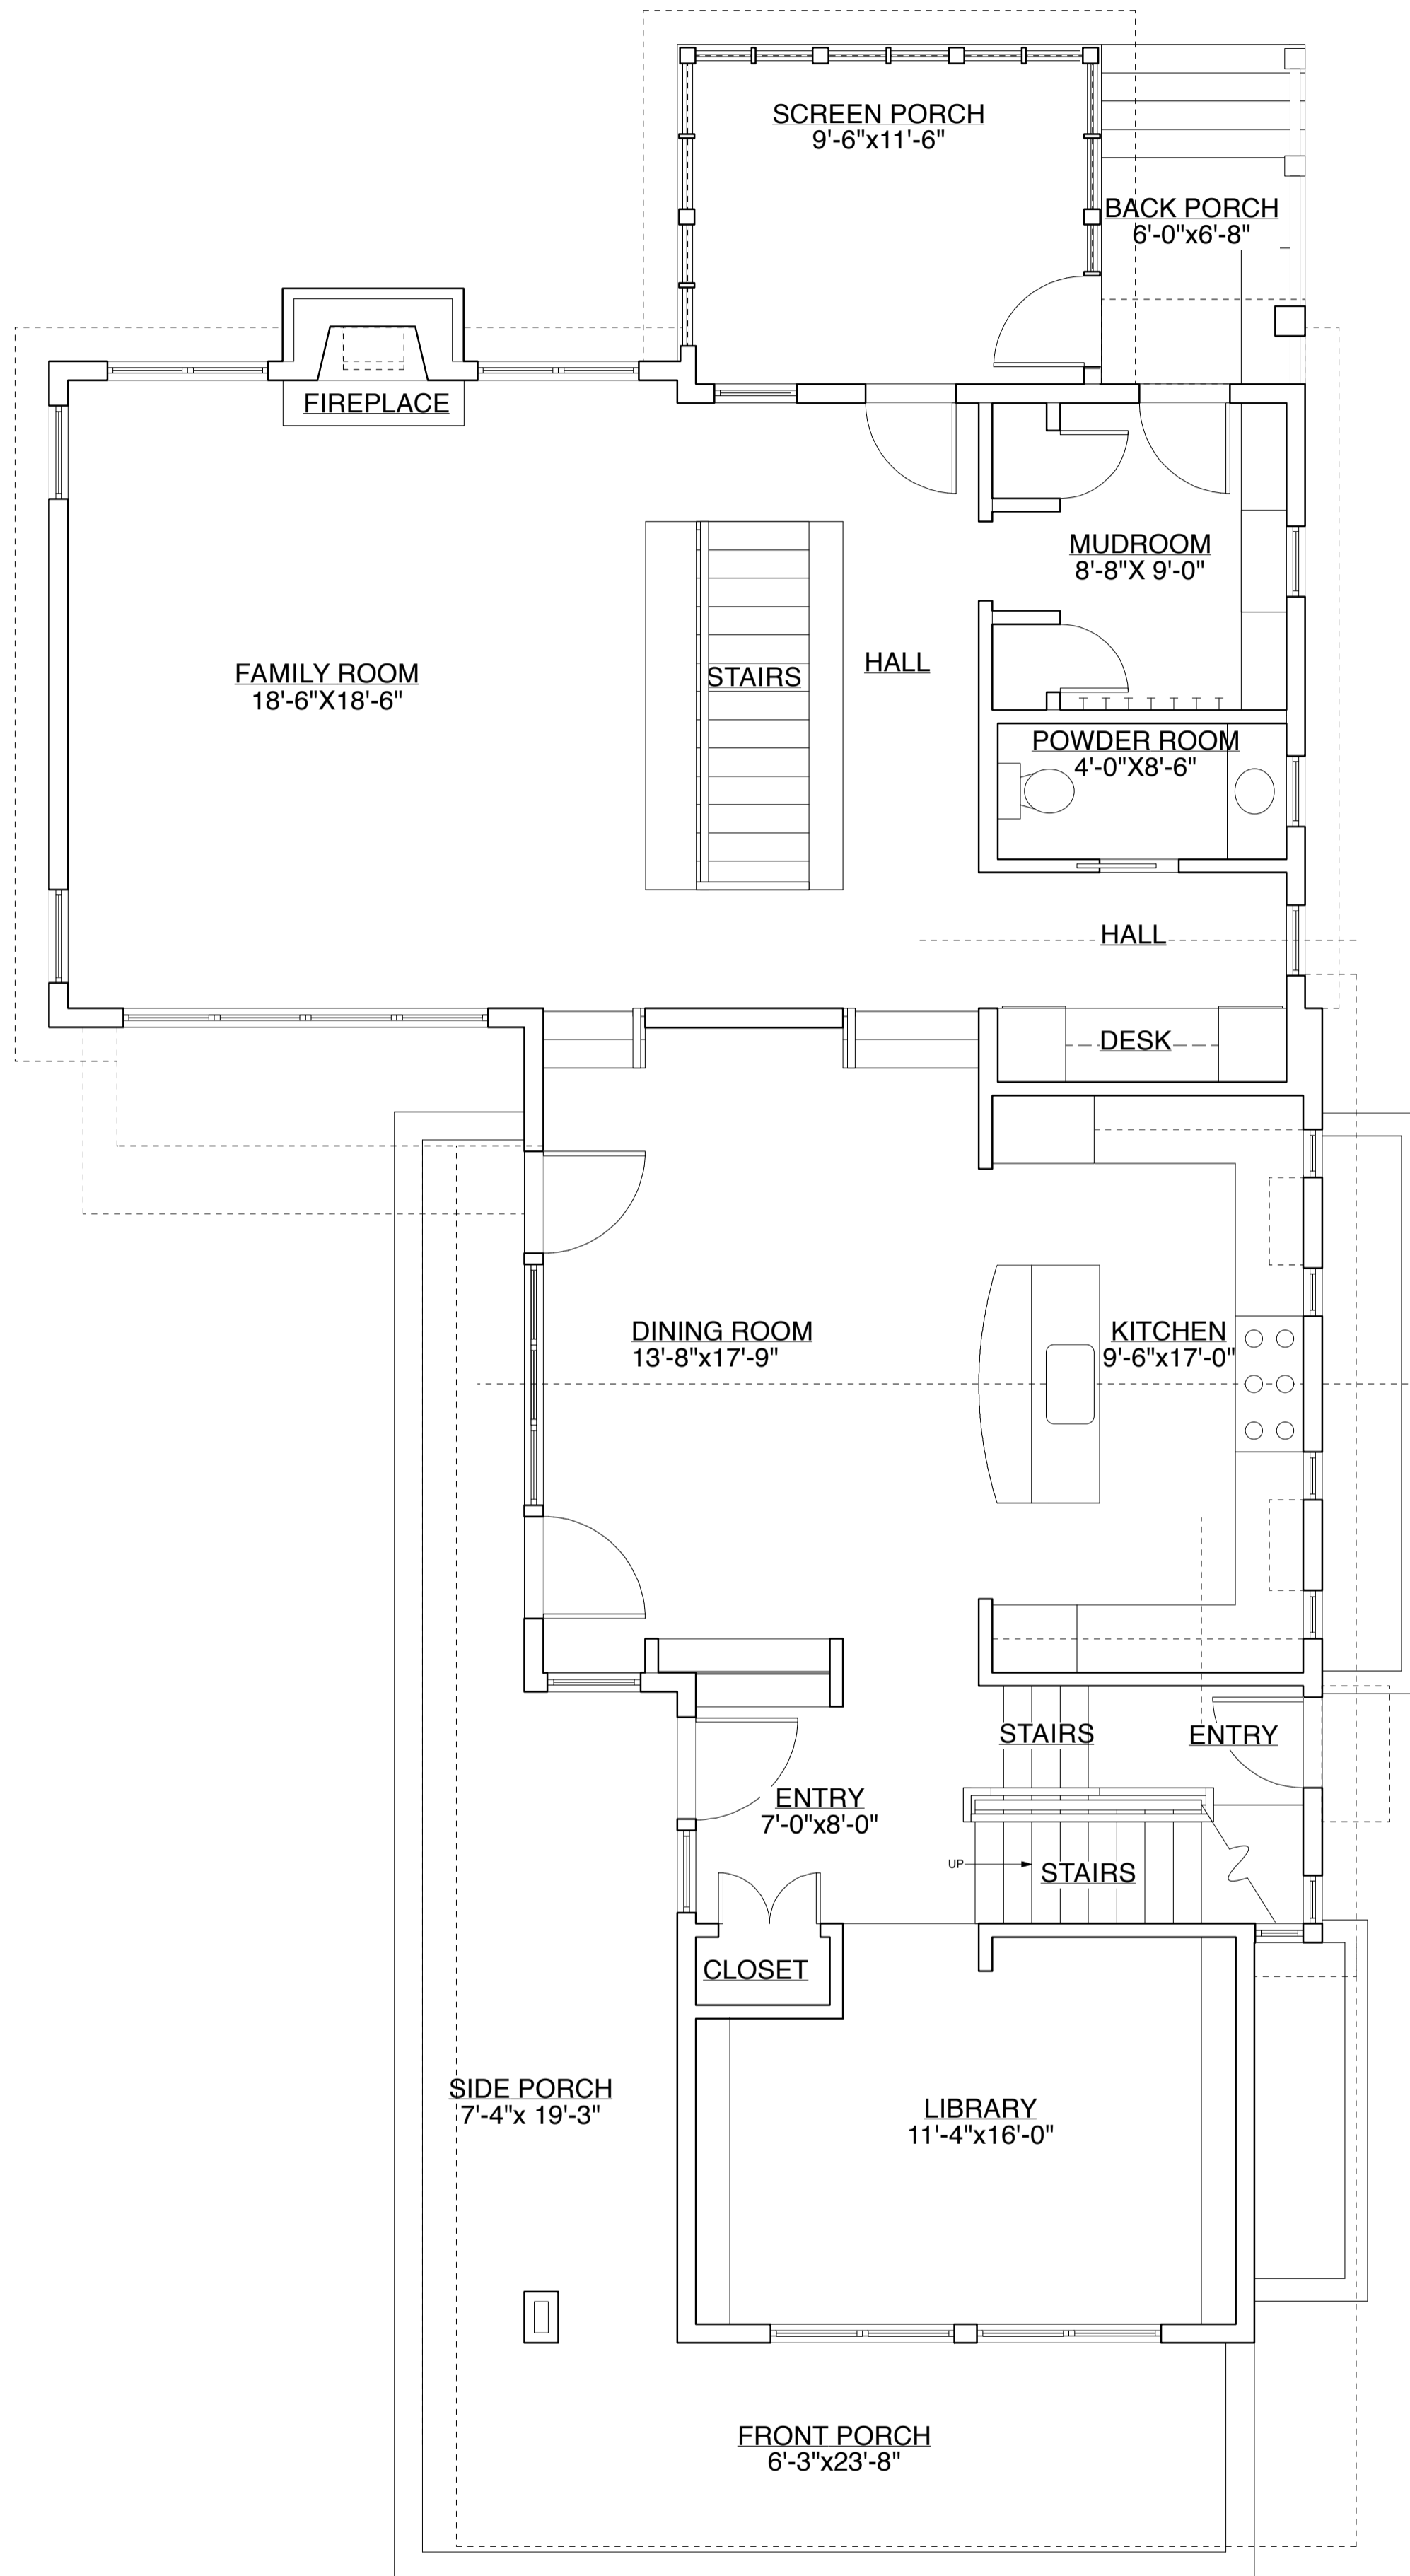 SCREEN PORCH
9'-6"x11'-6"
BACK PORCH
6'-0"x6'-8"
FIREPLACE
MUDROOM
8'-8"X 9'-0"
HALL
FAMILY ROOM
18'-6"X18'-6"
STAIRS
POWDER ROOM
4'-0"X8'-6"
HALL
DESK
DINING ROOM
13'-8"x17'-9"
KITCHEN
9'-6"x17'-0"
STAIRS
ENTRY
ENTRY
7'-0"x8'-0"
UP
STAIRS
CLOSET
SIDE PORCH
7'-4"x 19'-3"
LIBRARY
11'-4"x16'-0"
FRONT PORCH
6'-3"x23'-8"